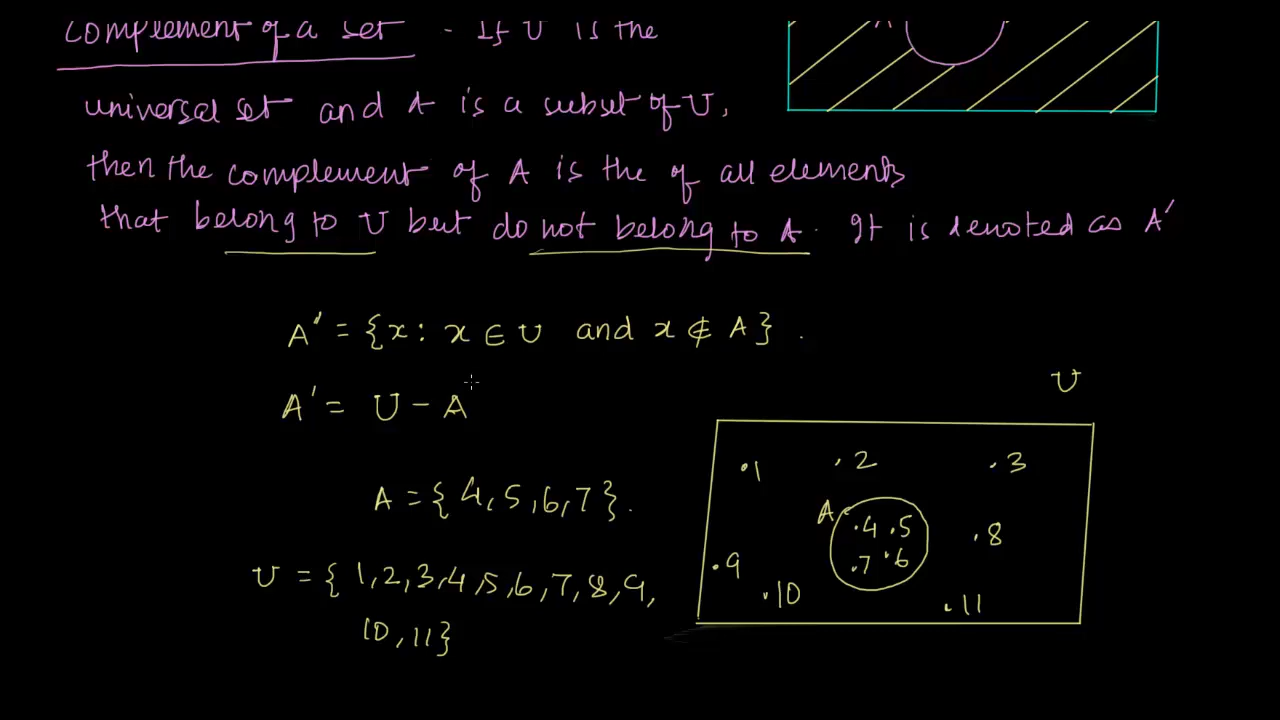 complement of a set - If U is the
universal set and A is a subset of U,
then the complement of A is the of all elements
that belong to U but do not belong to A. It is denoted as A'
A' = {x: x ∈ U and x ∉ A}.
A' = U - A
U
A = {4,5,6,7}.
U = {1,2,3,4,5,6,7,8,9,
10,11}
.1 .2 .3
A .4 .5
.8
.9 .7 .6
.10 .11